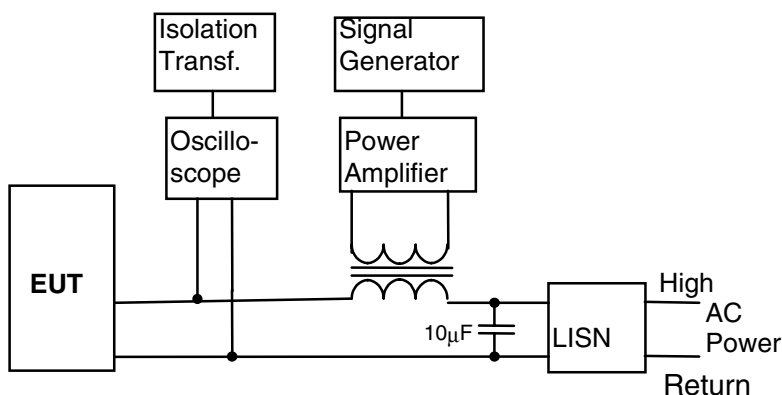 Isolation
Transf.
Signal
Generator
Oscillo-
scope
Power
Amplifier
EUT
10μF
LISN
High
AC
Power
Return